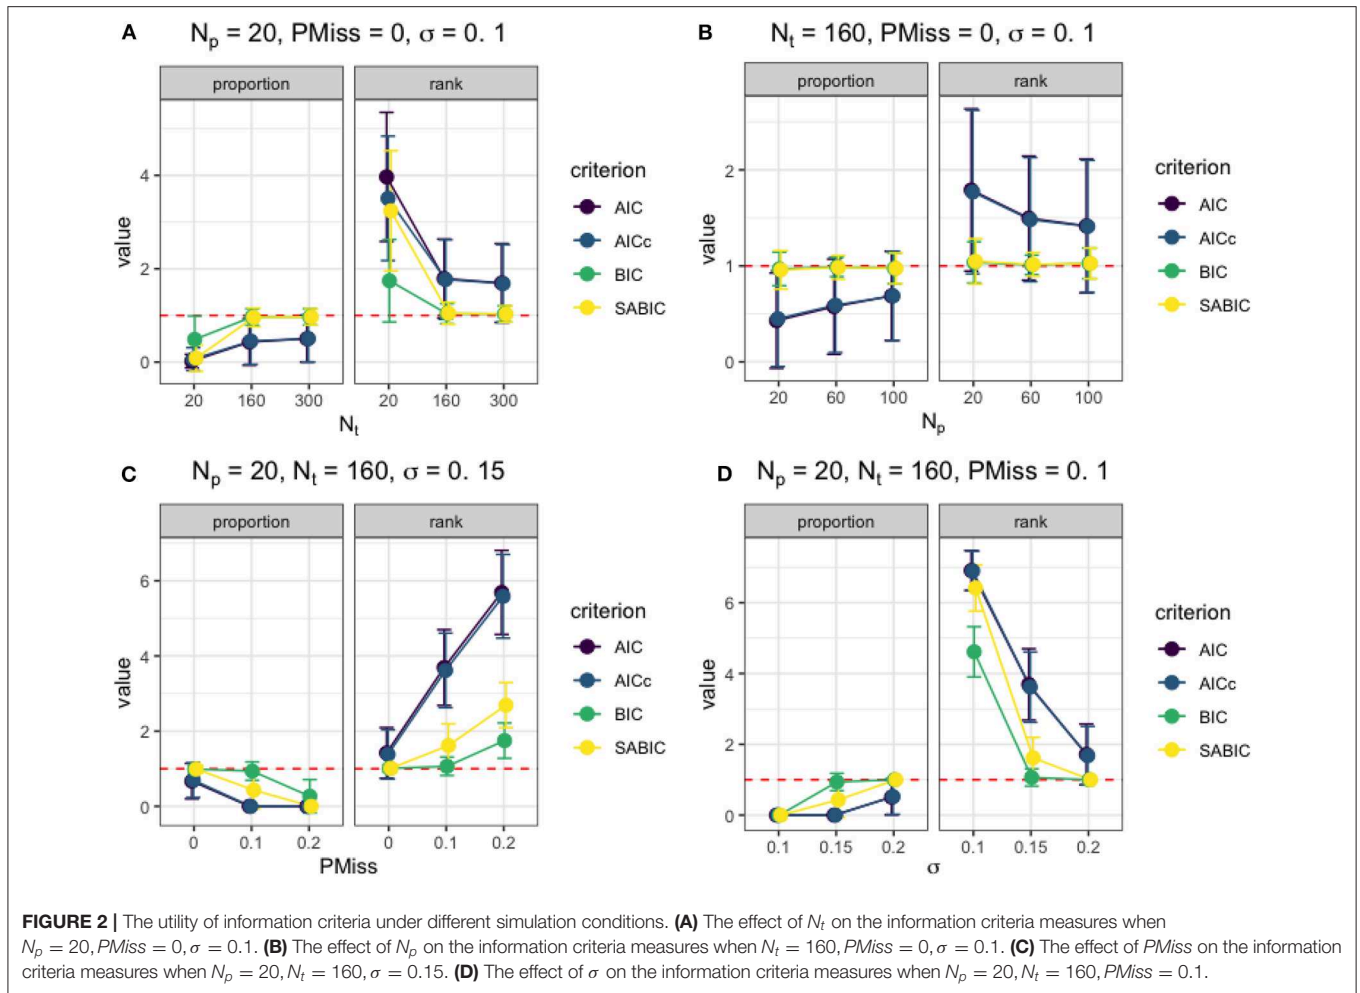 A N_p = 20, PMiss = 0, σ = 0. 1
proportion
rank
value
4
2
0
20
160
300
20
160
300
N_t
criterion
AIC
AICc
BIC
SABIC
B N_t = 160, PMiss = 0, σ = 0. 1
proportion
rank
value
2
1
0
20
60
100
20
60
100
N_p
criterion
AIC
AICc
BIC
SABIC
C N_p = 20, N_t = 160, σ = 0. 15
proportion
rank
value
6
4
2
0
0
0.1
0.2
0
0.1
0.2
PMiss
criterion
AIC
AICc
BIC
SABIC
D N_p = 20, N_t = 160, PMiss = 0. 1
proportion
rank
value
6
4
2
0
0.1
0.15
0.2
0.1
0.15
0.2
σ
criterion
AIC
AICc
BIC
SABIC
FIGURE 2 | The utility of information criteria under different simulation conditions. (A) The effect of N_t on the information criteria measures when
N_p = 20, PMiss = 0, σ = 0.1. (B) The effect of N_p on the information criteria measures when N_t = 160, PMiss = 0, σ = 0.1. (C) The effect of PMiss on the information
criteria measures when N_p = 20, N_t = 160, σ = 0.15. (D) The effect of σ on the information criteria measures when N_p = 20, N_t = 160, PMiss = 0.1.